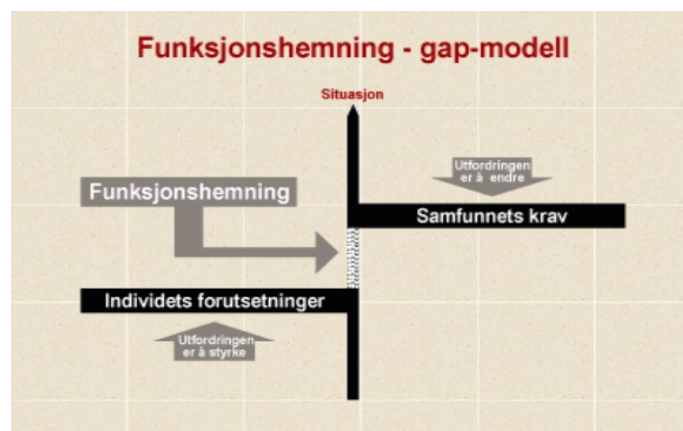 Funksjonshemning - gap-modell
Situasjon
Utfordringen
er å endre
Funksjonshemning
Samfunnets krav
Individets forutsetninger
Utfordringen
er å styrke